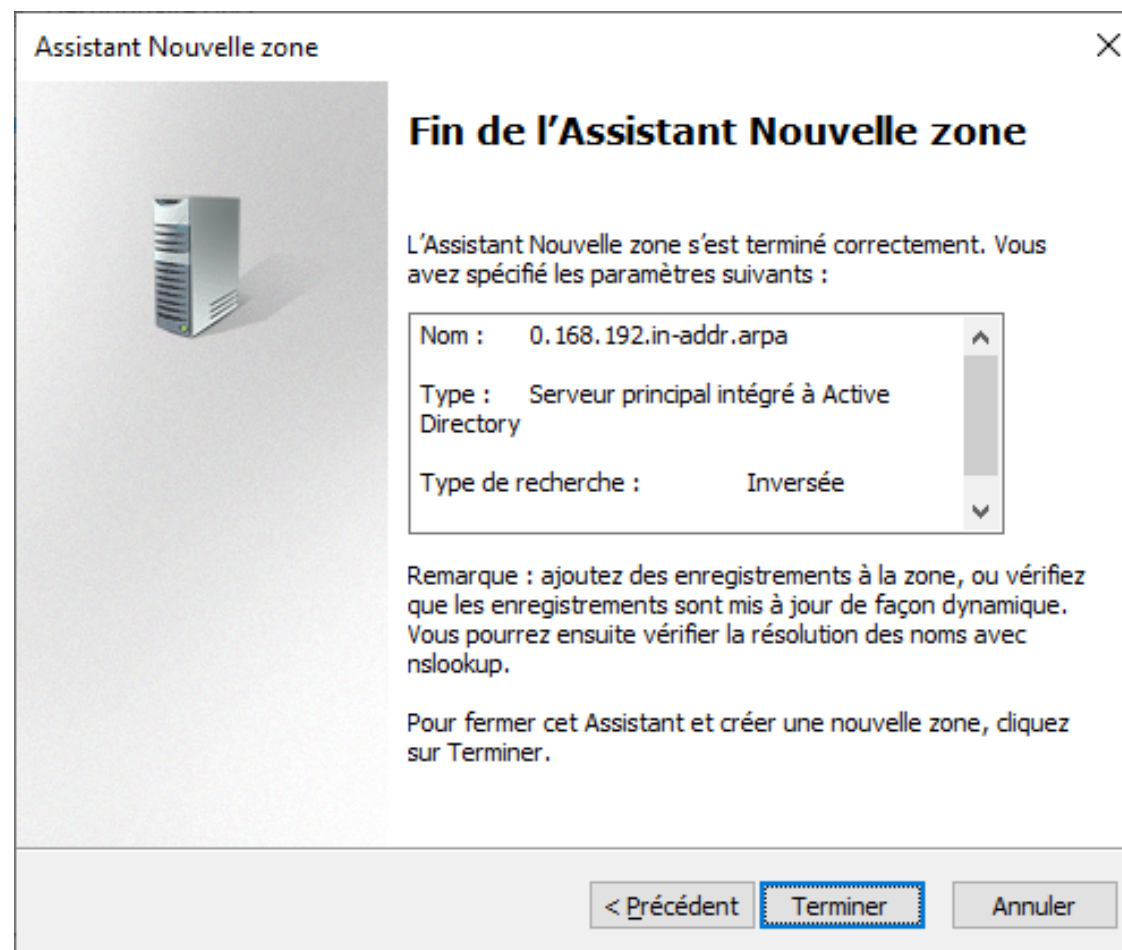 Assistant Nouvelle zone
Fin de l'Assistant Nouvelle zone
L'Assistant Nouvelle zone s'est terminé correctement. Vous
avez spécifié les paramètres suivants :
Nom : 0.168.192.in-addr.arpa
Type : Serveur principal intégré à Active
Directory
Type de recherche : Inversée
Remarque : ajoutez des enregistrements à la zone, ou vérifiez
que les enregistrements sont mis à jour de façon dynamique.
Vous pourrez ensuite vérifier la résolution des noms avec
nslookup.
Pour fermer cet Assistant et créer une nouvelle zone, cliquez
sur Terminer.
< Précédent Terminer Annuler